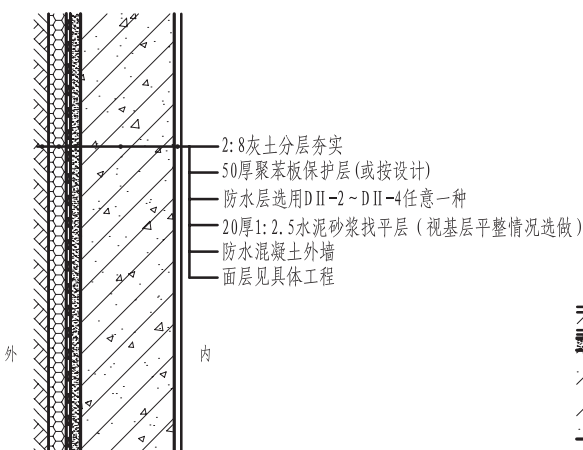 2:8灰土分层夯实
50厚聚苯板保护层(或按设计)
防水层选用DⅡ-2～DⅡ-4任意一种
20厚1:2.5水泥砂浆找平层（视基层平整情况选做）
防水混凝土外墙
面层见具体工程
外
内